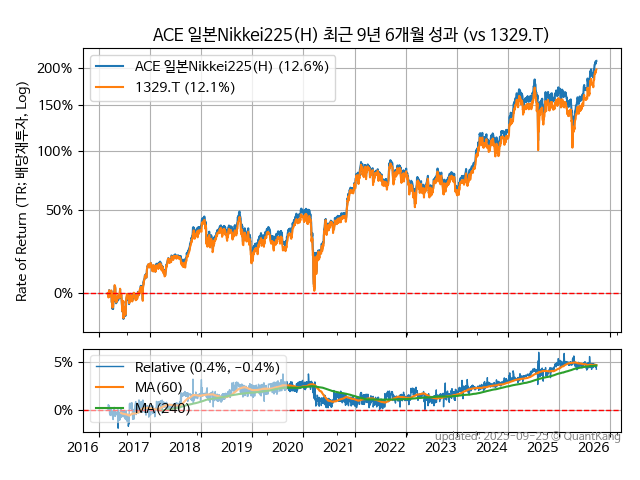 ACE 일본Nikkei225(H) 최근 9년 6개월 성과 (vs 1329.T)
ACE 일본Nikkei225(H) (12.6%)
1329.T (12.1%)
200%
150%
100%
50%
0%
Rate of Return (TR: 배당재투자, Log)
Relative (0.4%, −0.4%)
MA(60)
MA(240)
5%
0%
updated: 2025-09-25 © QuantKang
2016 2017 2018 2019 2020 2021 2022 2023 2024 2025 2026